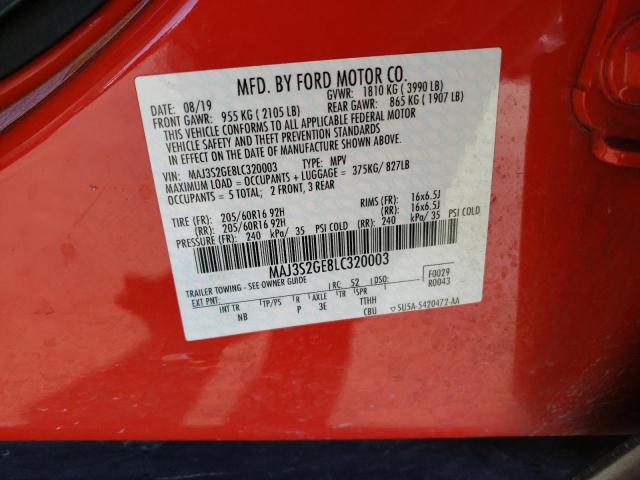 MFD. BY FORD MOTOR CO.
08/19 GVWR: 1810 KG ( 3990 LB)
FRONT GAWR: 955 KG ( 2105 LB) REAR GAWR: 865 KG ( 1907 LB)
THIS VEHICLE CONFORMS TO ALL APPLICABLE FEDERAL MOTOR
VEHICLE SAFETY AND THEFT PREVENTION STANDARDS
IN EFFECT ON THE DATE OF MANUFACTURE SHOWN ABOVE.
VIN: MAJ3S2GE8LC320003 TYPE: MPV
MAXIMUM LOAD = OCCUPANTS + LUGGAGE = 375KG/ 827LB
OCCUPANTS = 5 TOTAL; 2 FRONT, 3 REAR
TIRE (FR): 205/60R16 92H RIMS (FR): 16x6.5J
(RR): 205/60R16 92H (RR): 16x6.5J
PRESSURE (FR): 240 kPa/ 35 PSI COLD (RR): 240 kPa/ 35 PSI COLD
MAJ3S2GE8LC320003
TRAILER TOWING - SEE OWNER GUIDE RC: 52 DSO: F0029
EXT PNT: R0043
INT TR TP/PS R AXLE TR SPR
NB P 3E TTHH
CBU 5U5A-S420472-AA